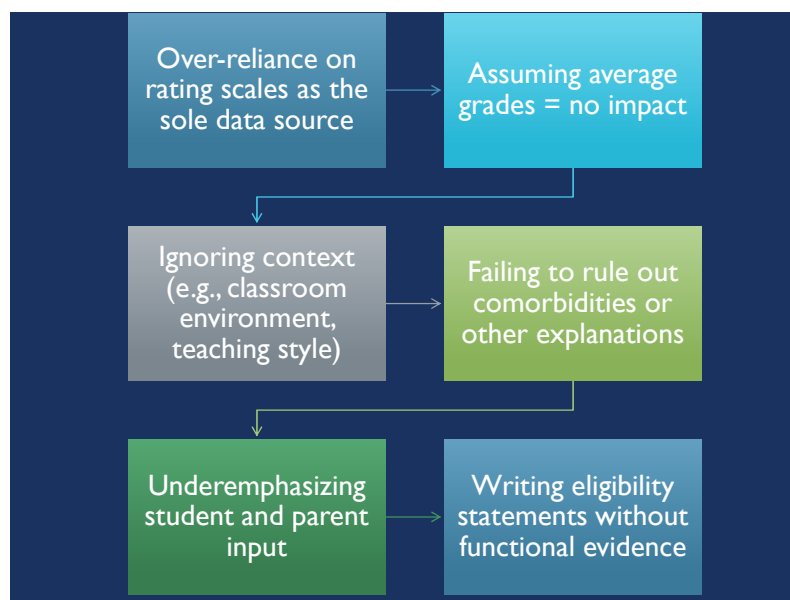 Over-reliance on
rating scales as the
sole data source
Assuming average
grades = no impact
Ignoring context
(e.g., classroom
environment,
teaching style)
Failing to rule out
comorbidities or
other explanations
Underemphasizing
student and parent
input
Writing eligibility
statements without
functional evidence